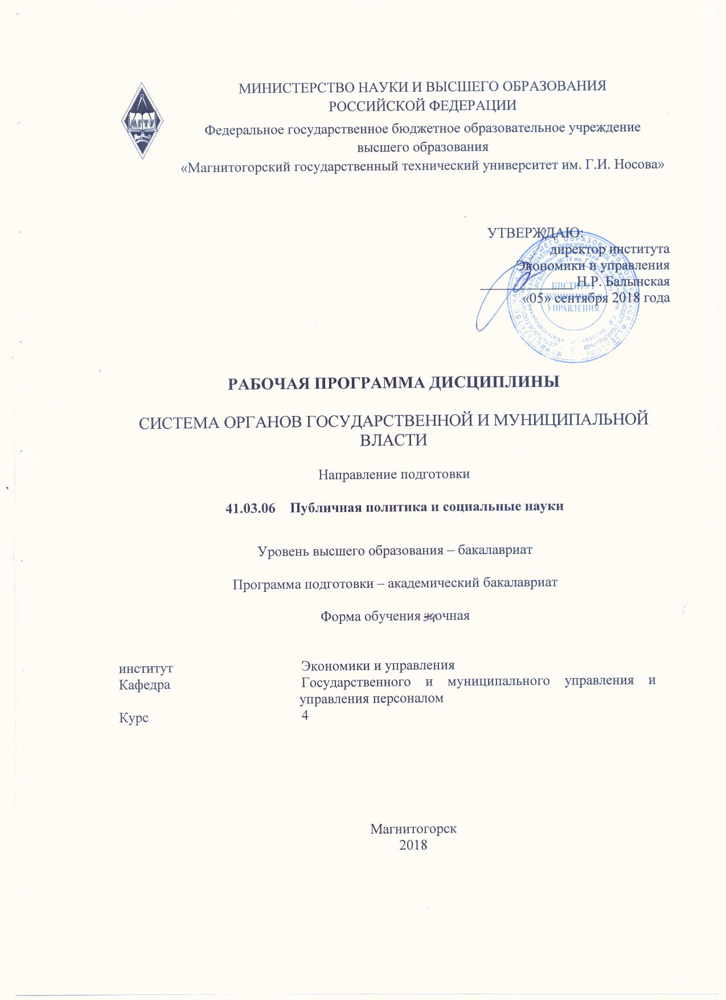 МИНИСТЕРСТВО НАУКИ И ВЫСШЕГО ОБРАЗОВАНИЯ
РОССИЙСКОЙ ФЕДЕРАЦИИ
Федеральное государственное бюджетное образовательное учреждение
высшего образования
«Магнитогорский государственный технический университет им. Г.И. Носова»
МГТУ
УТВЕРЖДАЮ:
директор института
Экономики и управления
Н.Р. Балынская
«05» сентября 2018 года
ИНСТИТУТ
ЭКОНОМИКИ И
УПРАВЛЕНИЯ
РАБОЧАЯ ПРОГРАММА ДИСЦИПЛИНЫ
СИСТЕМА ОРГАНОВ ГОСУДАРСТВЕННОЙ И МУНИЦИПАЛЬНОЙ
ВЛАСТИ
Направление подготовки
41.03.06 Публичная политика и социальные науки
Уровень высшего образования – бакалавриат
Программа подготовки – академический бакалавриат
Форма обучения заочная
институт Экономики и управления
Кафедра Государственного и муниципального управления и
управления персоналом
Курс 4
Магнитогорск
2018